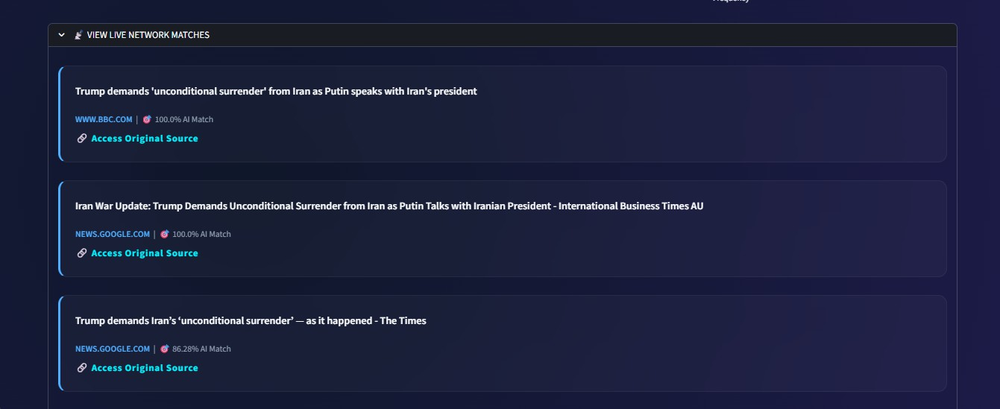 Frequency
VIEW LIVE NETWORK MATCHES
Trump demands 'unconditional surrender' from Iran as Putin speaks with Iran's president
WWW.BBC.COM | 🎯 100.0% AI Match
🔗 Access Original Source
Iran War Update: Trump Demands Unconditional Surrender from Iran as Putin Talks with Iranian President - International Business Times AU
NEWS.GOOGLE.COM | 🎯 100.0% AI Match
🔗 Access Original Source
Trump demands Iran’s ‘unconditional surrender’ — as it happened - The Times
NEWS.GOOGLE.COM | 🎯 86.28% AI Match
🔗 Access Original Source